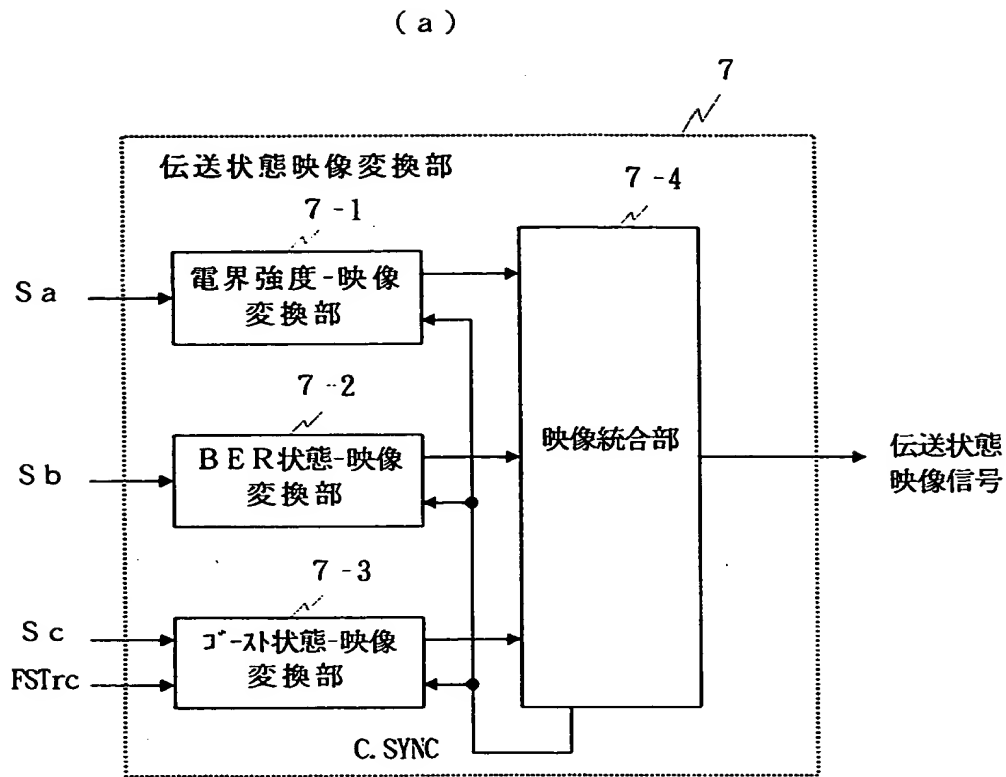 (a)
7
伝送状態映像変換部
7-4
7-1
電界強度-映像
変換部
Sa
7-2
BER状態-映像
変換部
Sb
映像統合部
伝送状態
映像信号
7-3
ゴースト状態-映像
変換部
Sc
FSTrc
C.SYNC